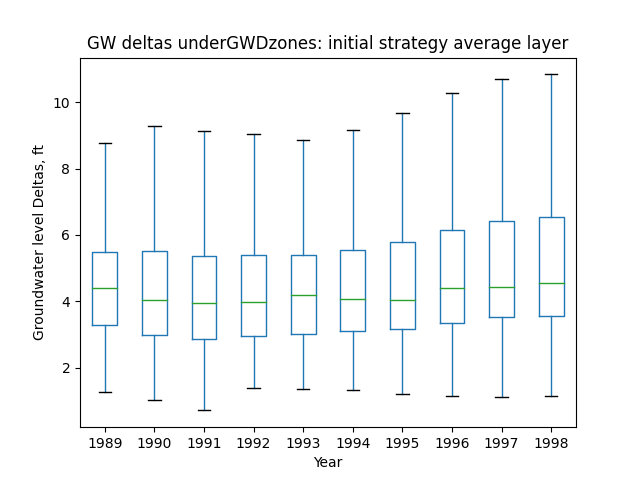 GW deltas underGWDzones: initial strategy average layer
Groundwater level Deltas, ft
10
8
6
4
2
1989 1990 1991 1992 1993 1994 1995 1996 1997 1998
Year